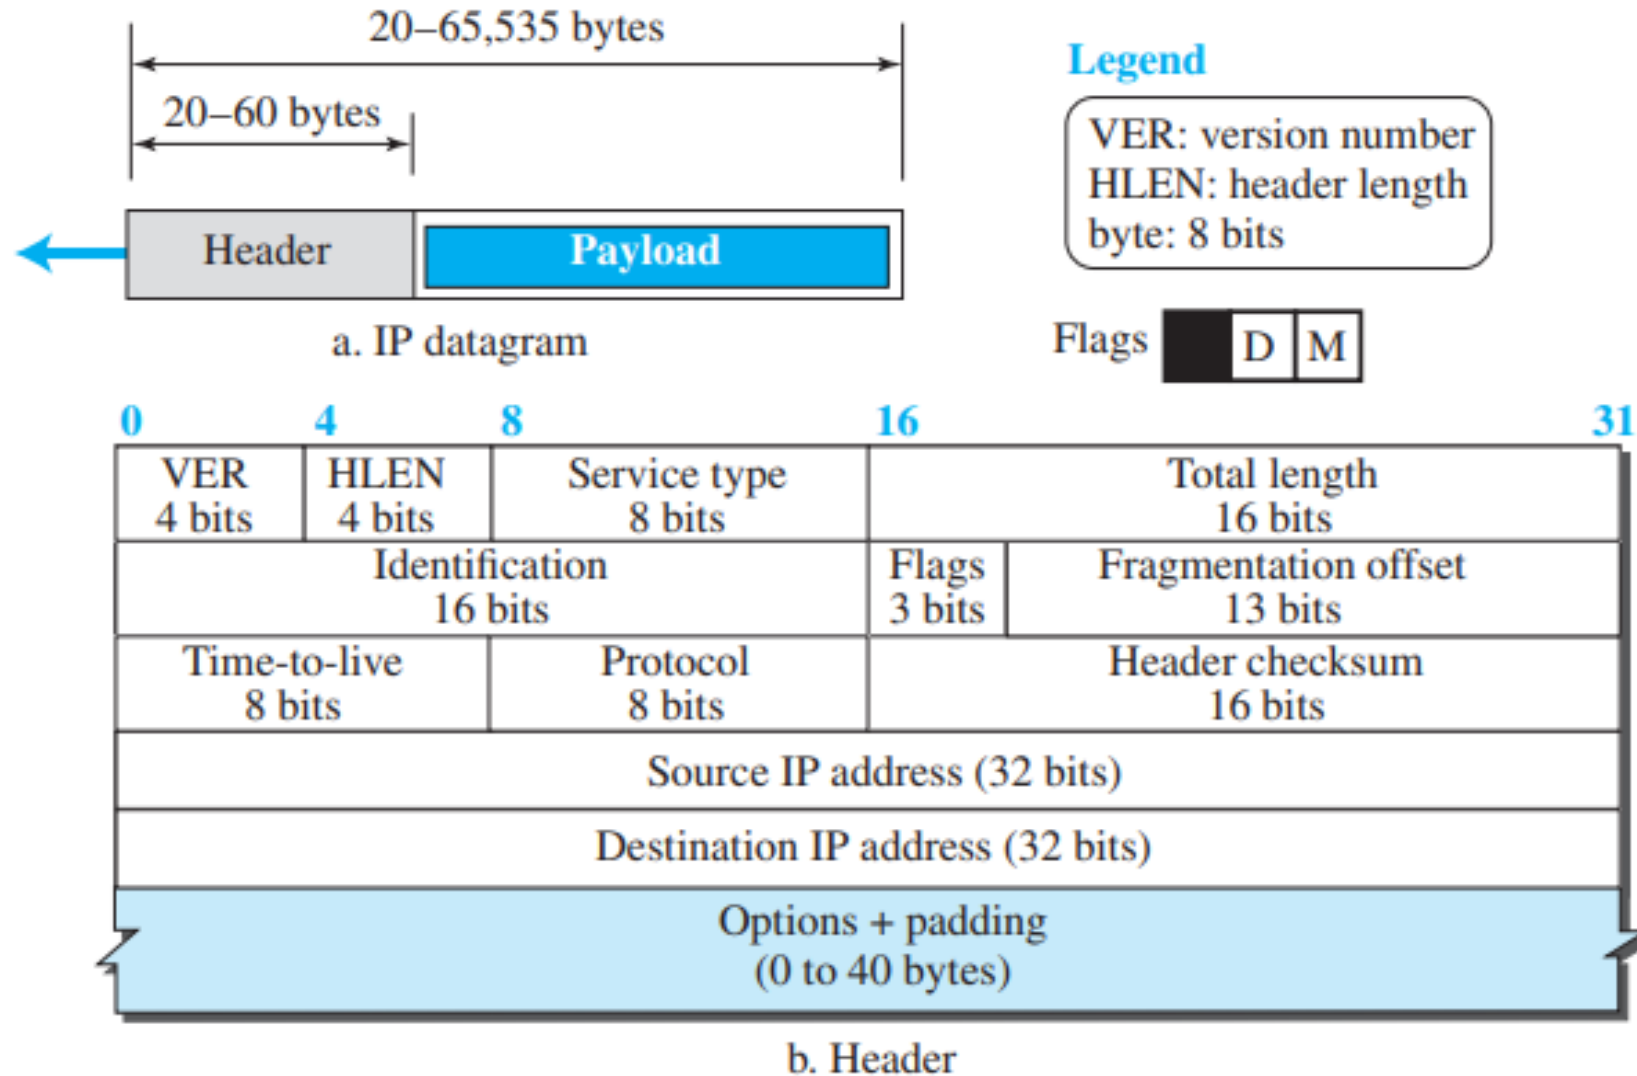 20–65,535 bytes
20–60 bytes
Header
Payload
a. IP datagram
Legend
VER: version number
HLEN: header length
byte: 8 bits
Flags D M
0 4 8 16 31
VER HLEN Service type Total length
4 bits 4 bits 8 bits 16 bits
Identification Flags Fragmentation offset
16 bits 3 bits 13 bits
Time-to-live Protocol Header checksum
8 bits 8 bits 16 bits
Source IP address (32 bits)
Destination IP address (32 bits)
Options + padding
(0 to 40 bytes)
b. Header